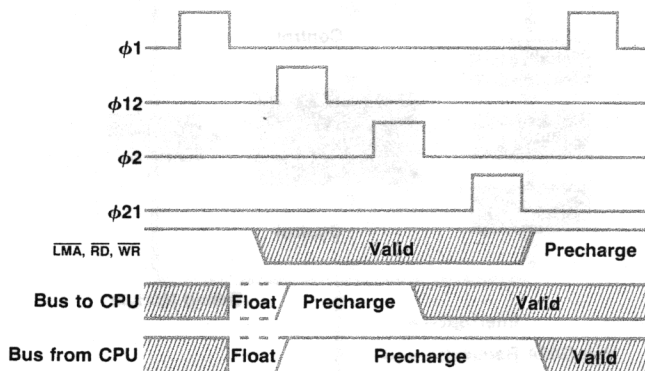 ϕ1
ϕ12
ϕ2
ϕ21
LMA, RD, WR Valid Precharge
Bus to CPU Float Precharge Valid
Bus from CPU Float Precharge Valid